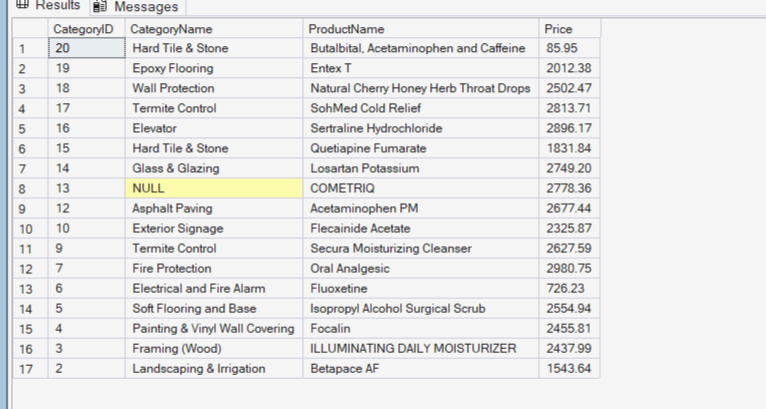 Results Messages
CategoryID CategoryName ProductName Price
1 20 Hard Tile & Stone Butalbital, Acetaminophen and Caffeine 85.95
2 19 Epoxy Flooring Entex T 2012.38
3 18 Wall Protection Natural Cherry Honey Herb Throat Drops 2502.47
4 17 Termite Control SohMed Cold Relief 2813.71
5 16 Elevator Sertraline Hydrochloride 2896.17
6 15 Hard Tile & Stone Quetiapine Fumarate 1831.84
7 14 Glass & Glazing Losartan Potassium 2749.20
8 13 NULL COMETRIQ 2778.36
9 12 Asphalt Paving Acetaminophen PM 2677.44
10 10 Exterior Signage Flecainide Acetate 2325.87
11 9 Termite Control Secura Moisturizing Cleanser 2627.59
12 7 Fire Protection Oral Analgesic 2980.75
13 6 Electrical and Fire Alarm Fluoxetine 726.23
14 5 Soft Flooring and Base Isopropyl Alcohol Surgical Scrub 2554.94
15 4 Painting & Vinyl Wall Covering Focalin 2455.81
16 3 Framing (Wood) ILLUMINATING DAILY MOISTURIZER 2437.99
17 2 Landscaping & Irrigation Betapace AF 1543.64